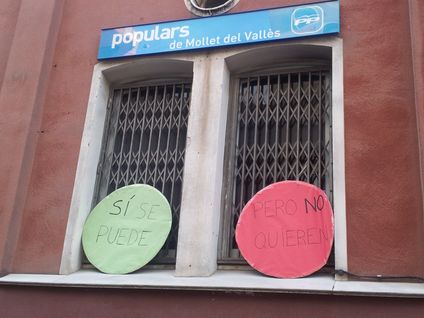 populars
de Mollet del Vallès
PP
SÍ SE
PUEDE
PERO NO
QUIEREN